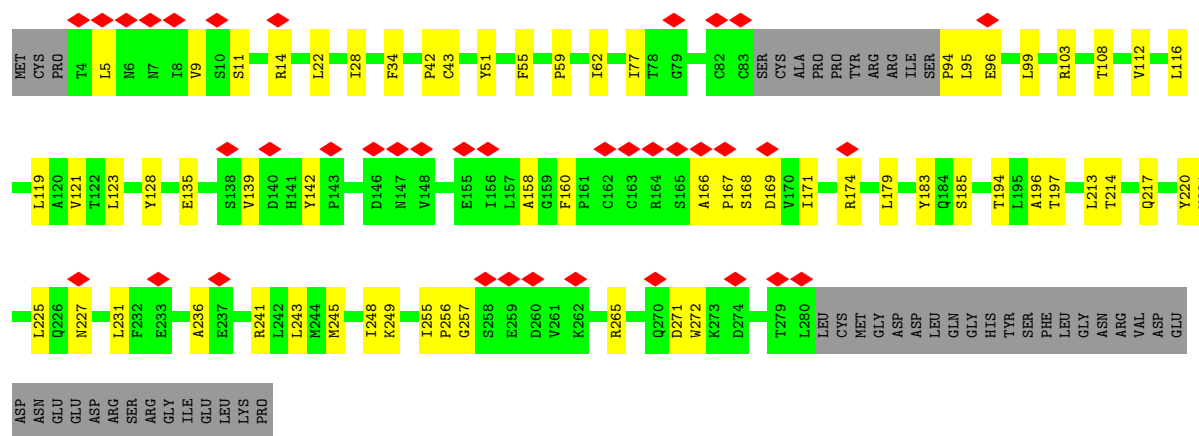 MET CYS PRO T4 L5 N6 N7 I8 V9 S10 S11 R14 L22 I28 F34 P42 C43 Y51 F55 P59 I62 I77 T78 G79 C82 C83 SER CYS ALA PRO PRO TYR ARG ARG ILE SER P94 L95 E96 L99 R103 T108 V112 L116
L119 A120 V121 T122 L123 Y128 E135 S138 V139 D140 H141 Y142 P143 D146 N147 V148 E155 I156 L157 A158 G159 F160 P161 C162 C163 R164 S165 A166 P167 S168 D169 V170 I171 R174 L179 Y183 Q184 S185 T194 L195 A196 T197 L213 T214 Q217 Y220
L225 Q226 N227 L231 F232 E233 A236 E237 R241 L242 L243 M244 M245 I248 K249 I255 P256 G257 S258 E259 D260 V261 K262 R265 Q270 D271 W272 K273 D274 T279 L280 LEU CYS MET GLY ASP ASP LEU GLN GLY HIS TYR SER PHE LEU GLY ASN ARG VAL ASP GLU
ASP ASN GLU GLU ASP ARG SER ARG GLY ILE GLU LEU LYS PRO